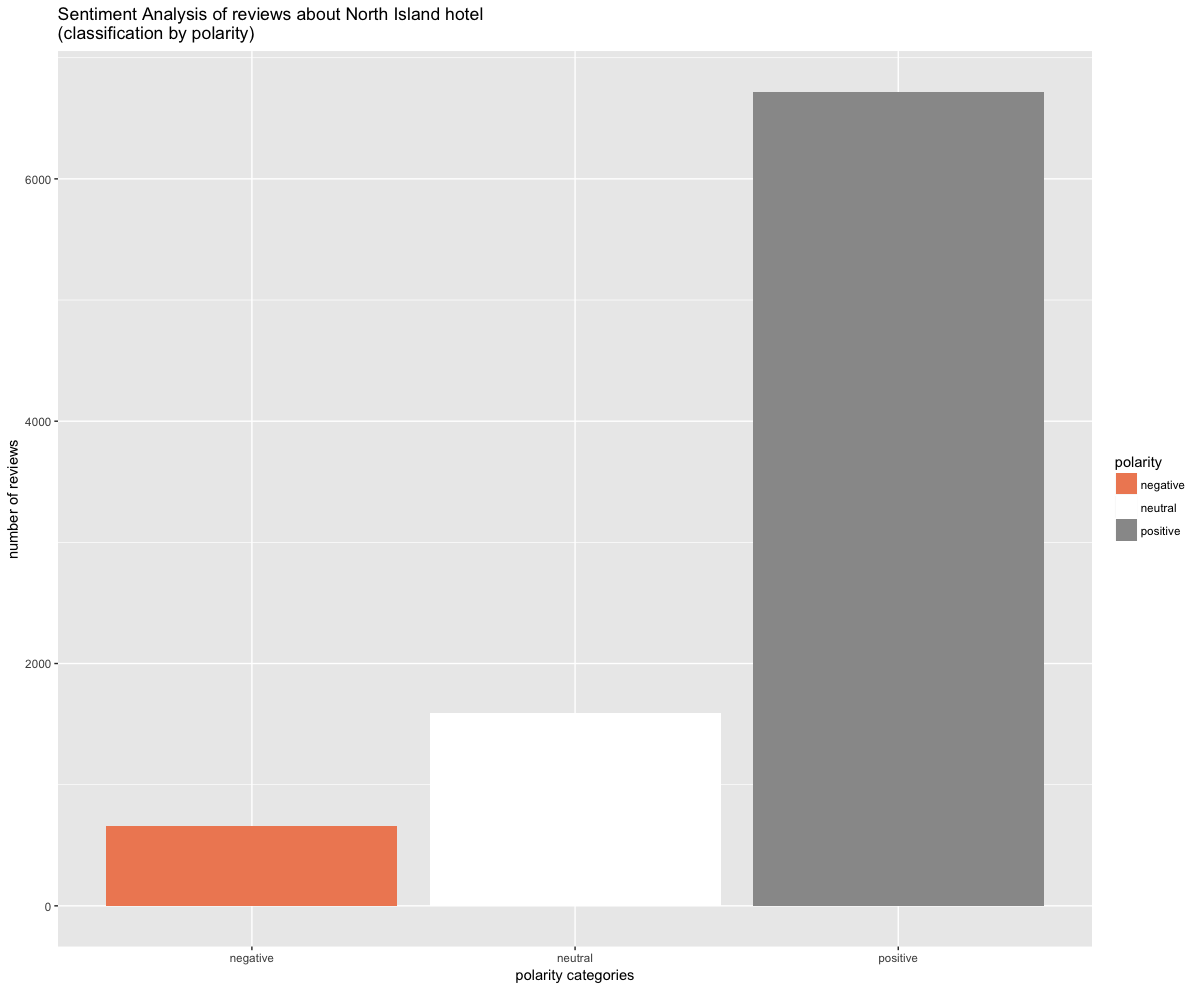 Sentiment Analysis of reviews about North Island hotel
(classification by polarity)
number of reviews
6000
4000
2000
0
negative
neutral
positive
polarity categories
polarity
negative
neutral
positive